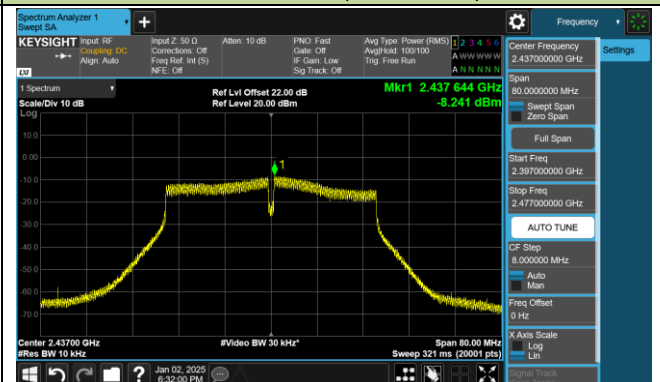 Spectrum Analyzer 1
Swept SA
+
Frequency
KEYSIGHT
Input: RF
Coupling: DC
Align: Auto
Input Z: 50 Ω
Corrections: Off
Freq Ref: Int (S)
NFE: Off
Atten: 10 dB
PNO: Fast
Gate: Off
IF Gain: Low
Sig Track: Off
Avg Type: Power (RMS)
Avg|Hold: 100/100
Trig: Free Run
1 2 3 4 5 6
A W W W W W
A N N N N N
LXI
1 Spectrum
Scale/Div 10 dB
Log
Ref Lvl Offset 22.00 dB
Ref Level 20.00 dBm
Mkr1 2.437 644 GHz
-8.241 dBm
1
10.0
0.00
-10.0
-20.0
-30.0
-40.0
-50.0
-60.0
-70.0
Center 2.43700 GHz
#Res BW 10 kHz
#Video BW 30 kHz*
Span 80.00 MHz
Sweep 321 ms (20001 pts)
Center Frequency
2.437000000 GHz
Settings
Span
80.0000000 MHz
Swept Span
Zero Span
Full Span
Start Freq
2.397000000 GHz
Stop Freq
2.477000000 GHz
AUTO TUNE
CF Step
8.000000 MHz
Auto
Man
Freq Offset
0 Hz
X Axis Scale
Log
Lin
Signal Track
?
Jan 02, 2025
6:32:00 PM